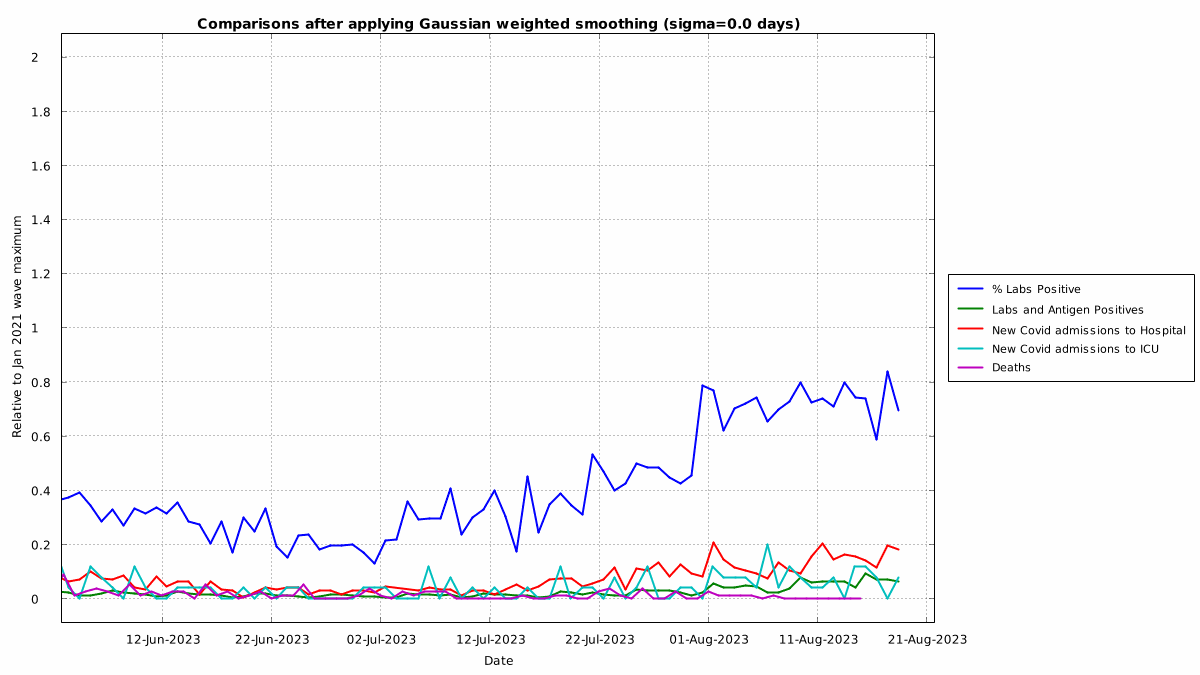 Comparisons after applying Gaussian weighted smoothing (sigma=0.0 days)
2
1.8
1.6
1.4
1.2
1
0.8
0.6
0.4
0.2
0
Relative to Jan 2021 wave maximum
12-Jun-2023 22-Jun-2023 02-Jul-2023 12-Jul-2023 22-Jul-2023 01-Aug-2023 11-Aug-2023 21-Aug-2023
Date
% Labs Positive
Labs and Antigen Positives
New Covid admissions to Hospital
New Covid admissions to ICU
Deaths